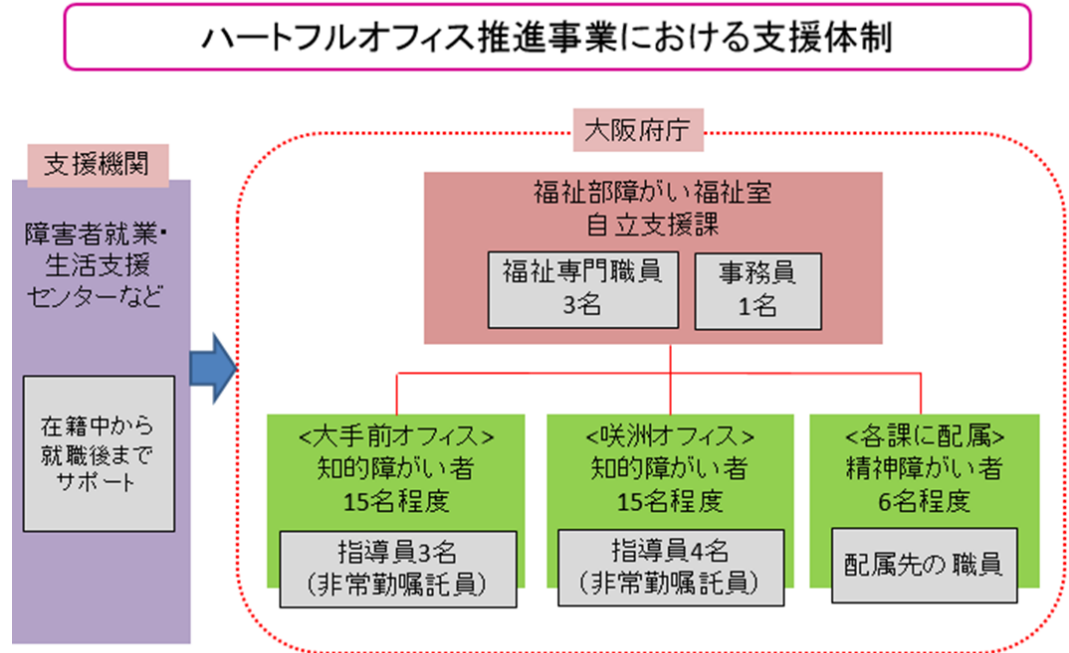 ハートフルオフィス推進事業における支援体制
大阪府庁
支援機関
障害者就業・
生活支援
センターなど
在籍中から
就職後まで
サポート
福祉部障がい福祉室
自立支援課
福祉専門職員
3名
事務員
1名
<大手前オフィス>
知的障がい者
15名程度
指導員3名
(非常勤嘱託員)
<咲洲オフィス>
知的障がい者
15名程度
指導員4名
(非常勤嘱託員)
<各課に配属>
精神障がい者
6名程度
配属先の職員